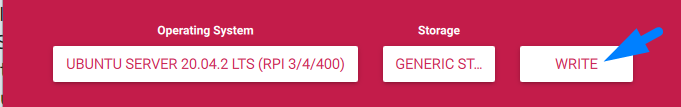 Operating System Storage
UBUNTU SERVER 20.04.2 LTS (RPI 3/4/400) GENERIC ST... WRITE